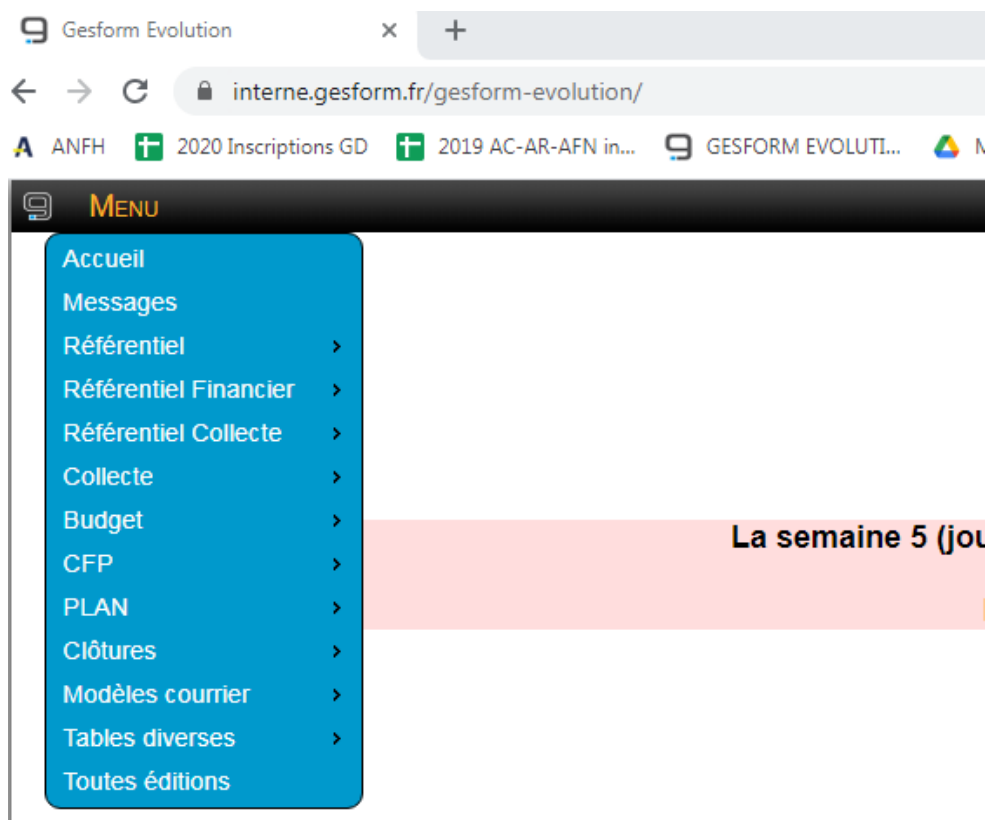 Gesform Evolution
interne.gesform.fr/gesform-evolution/
ANFH 2020 Inscriptions GD 2019 AC-AR-AFN in... GESFORM EVOLUTI...
MENU
Accueil
Messages
Référentiel
Référentiel Financier
Référentiel Collecte
Collecte
Budget
La semaine 5 (jou
CFP
PLAN
Clôtures
Modèles courrier
Tables diverses
Toutes éditions